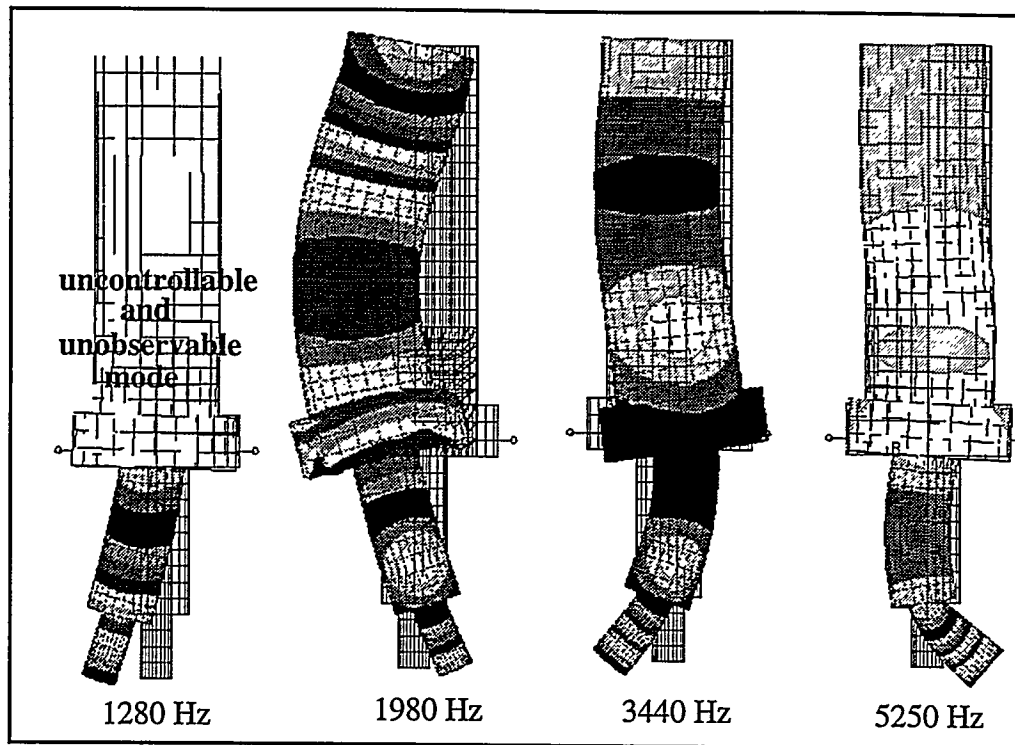 uncontrollable
and
unobservable
mode
1280 Hz
1980 Hz
3440 Hz
5250 Hz